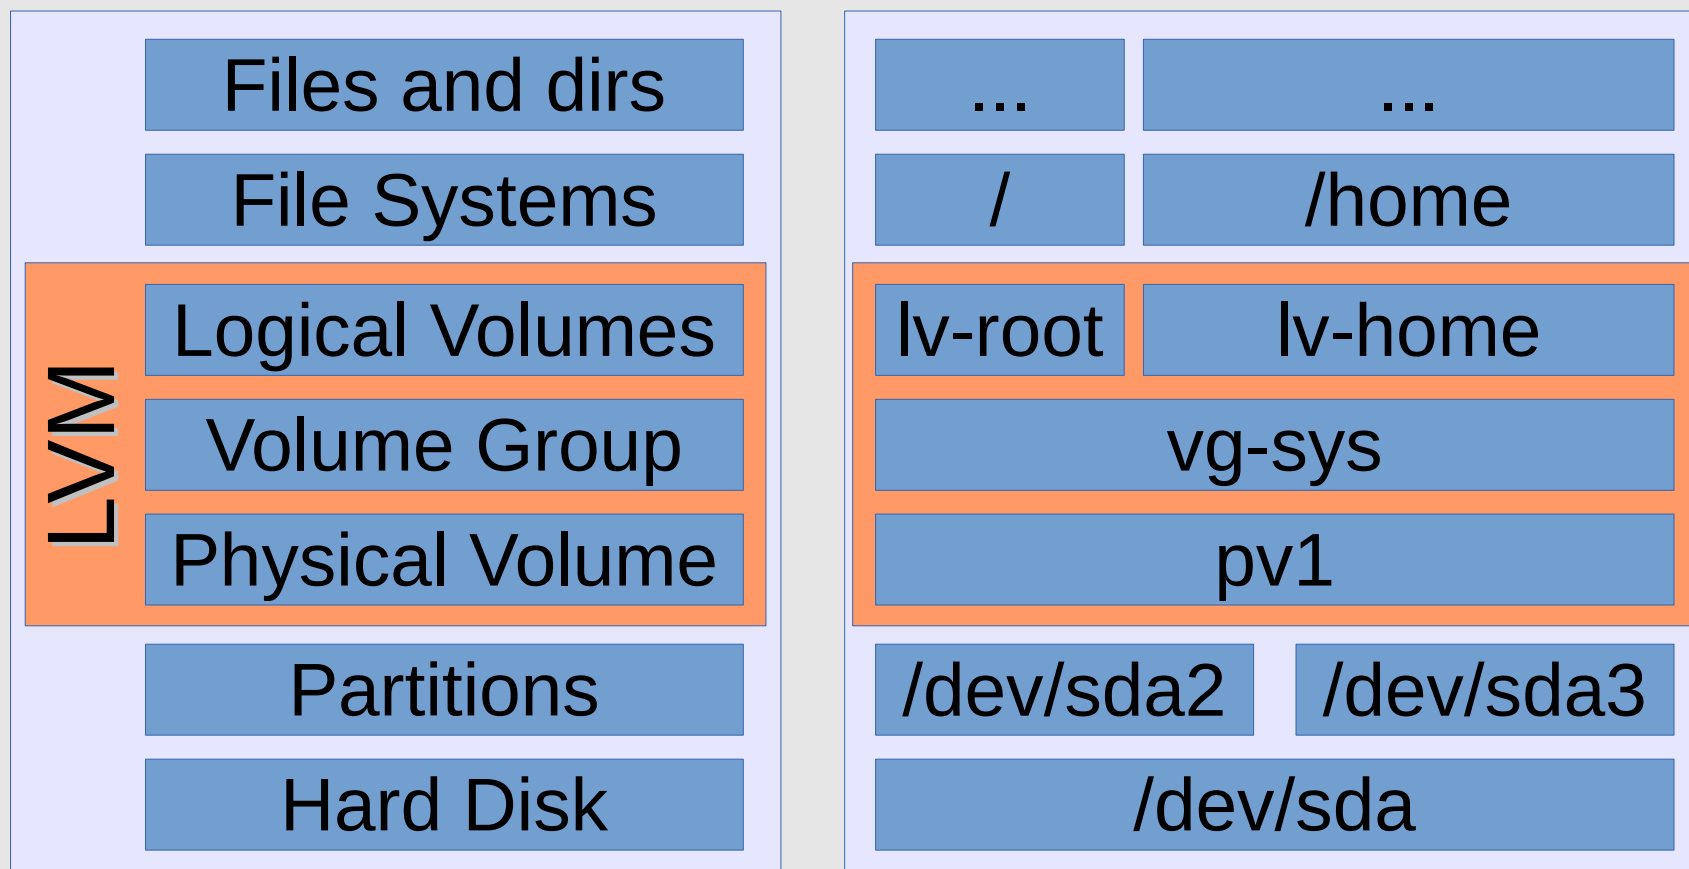 Files and dirs
File Systems
LVM
Logical Volumes
Volume Group
Physical Volume
Partitions
Hard Disk
... ...
/ /home
lv-root lv-home
vg-sys
pv1
/dev/sda2 /dev/sda3
/dev/sda